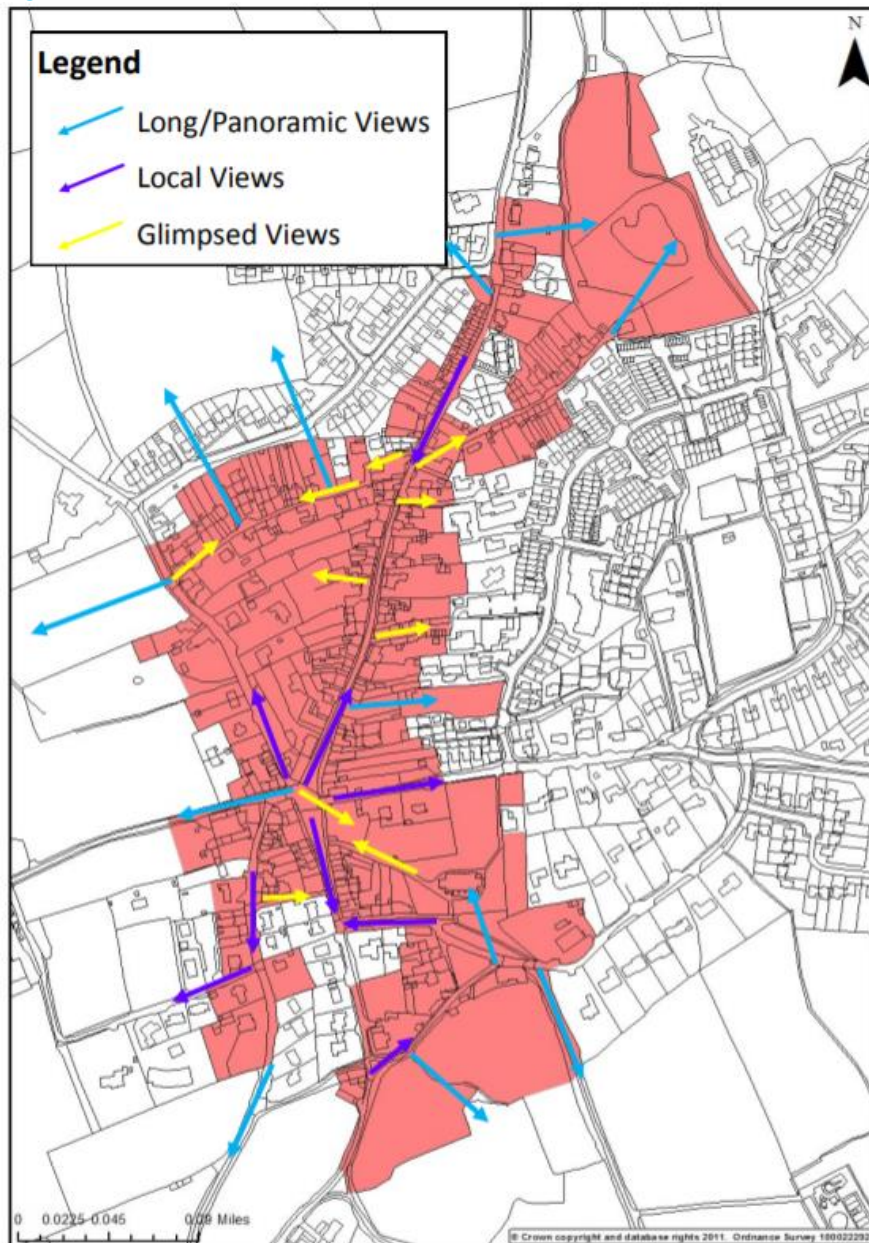 Legend
Long/Panoramic Views
Local Views
Glimpsed Views
N
0 0.0225 0.045 0.09 Miles
© Crown copyright and database rights 2011. Ordnance Survey 100022292